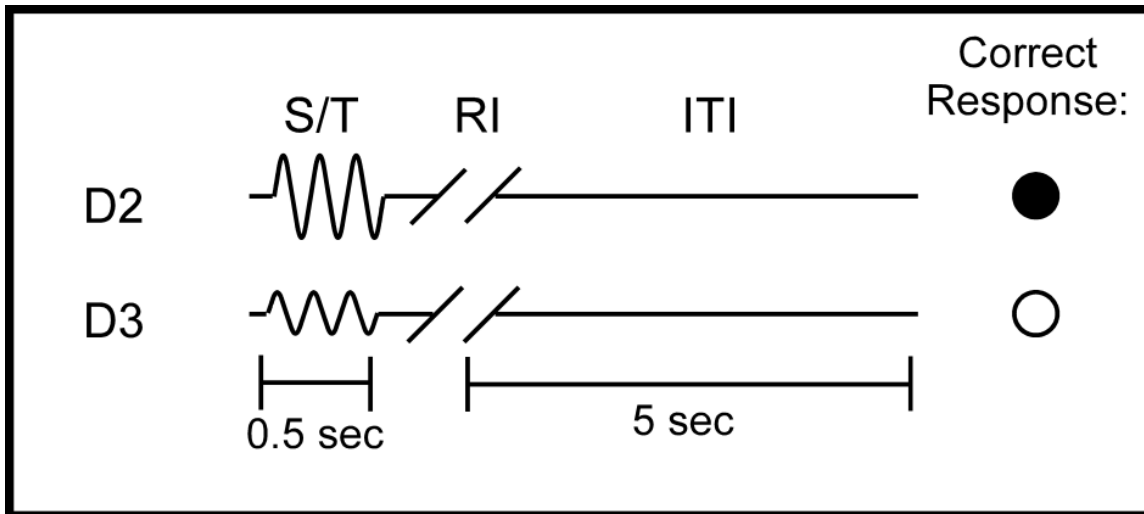 Correct
Response:
S/T RI ITI
D2
D3
0.5 sec 5 sec